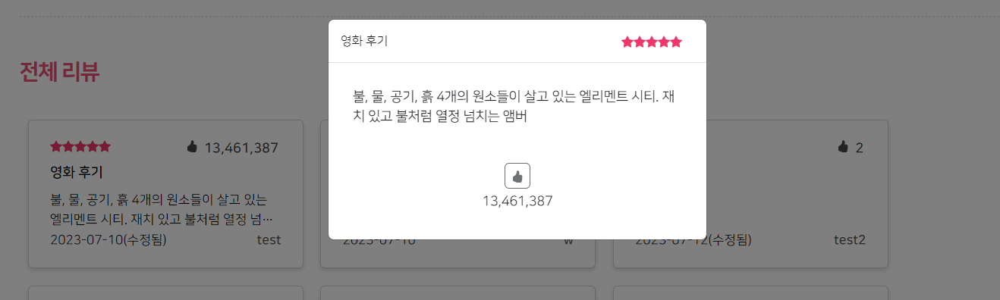 영화 후기
불, 물, 공기, 흙 4개의 원소들이 살고 있는 엘리멘트 시티. 재
치 있고 불처럼 열정 넘치는 앰버
13,461,387
전체 리뷰
13,461,387
영화 후기
불, 물, 공기, 흙 4개의 원소들이 살고 있는
엘리멘트 시티. 재치 있고 불처럼 열정 넘…
2023-07-10(수정됨) test
2023-07-10 w
2
2023-07-12(수정됨) test2